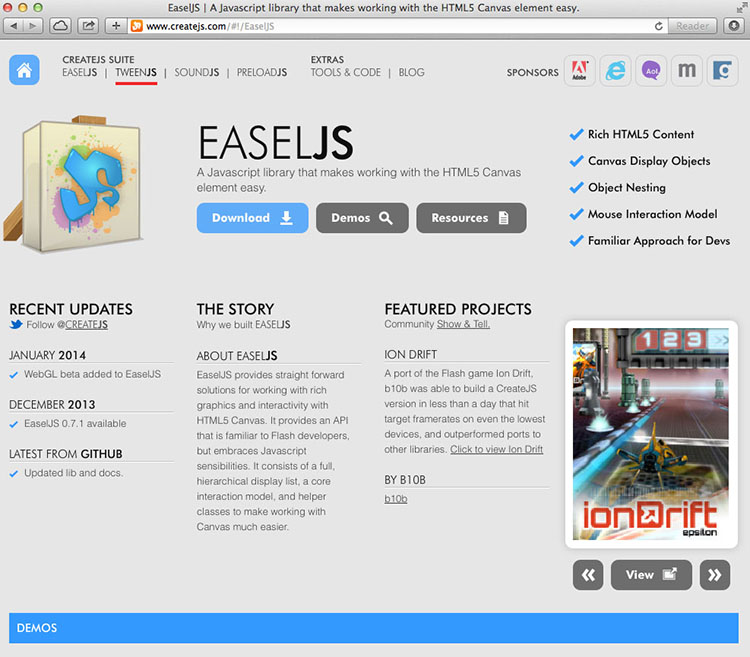 EaselJS | A Javascript library that makes working with the HTML5 Canvas element easy.
www.createjs.com/#!/EaselJS
Reader
CREATEJS SUITE
EASELJS | TWEENJS | SOUNDJS | PRELOADJS
EXTRAS
TOOLS & CODE | BLOG
SPONSORS
Adobe
Aol
m
EASELJS
A Javascript library that makes working with the HTML5 Canvas
element easy.
Download
Demos
Resources
Rich HTML5 Content
Canvas Display Objects
Object Nesting
Mouse Interaction Model
Familiar Approach for Devs
RECENT UPDATES
Follow @CREATEJS
JANUARY 2014
WebGL beta added to EaselJS
DECEMBER 2013
EaselJS 0.7.1 available
LATEST FROM GITHUB
Updated lib and docs.
THE STORY
Why we built EASELJS
ABOUT EASELJS
EaselJS provides straight forward
solutions for working with rich
graphics and interactivity with
HTML5 Canvas. It provides an API
that is familiar to Flash developers,
but embraces Javascript
sensibilities. It consists of a full,
hierarchical display list, a core
interaction model, and helper
classes to make working with
Canvas much easier.
FEATURED PROJECTS
Community Show & Tell.
ION DRIFT
A port of the Flash game Ion Drift,
b10b was able to build a CreateJS
version in less than a day that hit
target framerates on even the lowest
devices, and outperformed ports to
other libraries. Click to view Ion Drift
BY B10B
b10b
123
ionDrift
epsilon
View
DEMOS